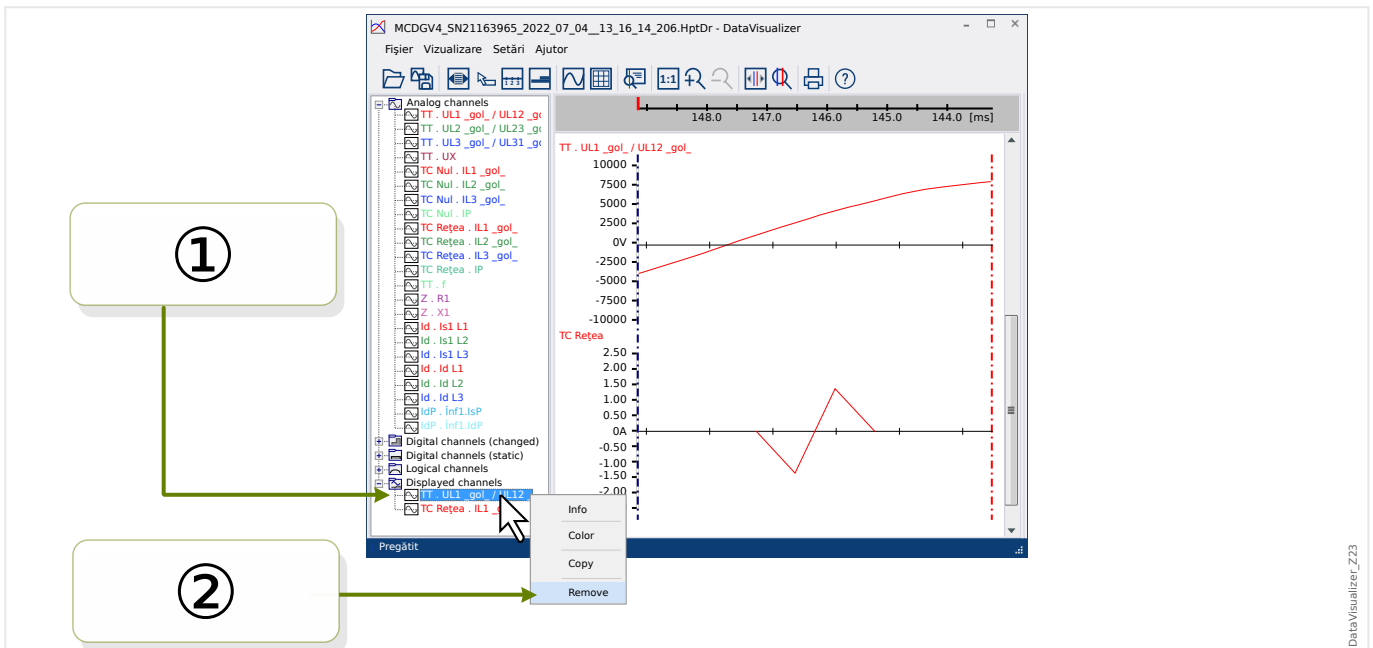 MCDGV4_SN21163965_2022_07_04__13_16_14_206.HptDr - DataVisualizer
Fișier Vizualizare Setări Ajutor
1:1
Analog channels
TT . UL1 _gol_ / UL12 _go
TT . UL2 _gol_ / UL23 _go
TT . UL3 _gol_ / UL31 _go
TT . UX
TC Nul . IL1 _gol_
TC Nul . IL2 _gol_
TC Nul . IL3 _gol_
TC Nul . IP
TC Rețea . IL1 _gol_
TC Rețea . IL2 _gol_
TC Rețea . IL3 _gol_
TC Rețea . IP
TT . f
Z . R1
Z . X1
Id . Is1 L1
Id . Is1 L2
Id . Is1 L3
Id . Id L1
Id . Id L2
Id . Id L3
IdP . Înf1.IsP
IdP . Înf1.IdP
Digital channels (changed)
Digital channels (static)
Logical channels
Displayed channels
TT . UL1 _gol_ / UL12 _
TC Rețea . IL1 _g
148.0 147.0 146.0 145.0 144.0 [ms]
TT . UL1 _gol_ / UL12 _gol_
10000
7500
5000
2500
0V
-2500
-5000
-7500
-10000
TC Rețea
2.50
2.00
1.50
1.00
0.50
0A
-0.50
-1.00
-1.50
-2.00
Info
Color
Copy
Remove
Pregătit
①
②
DataVisualizer_Z23